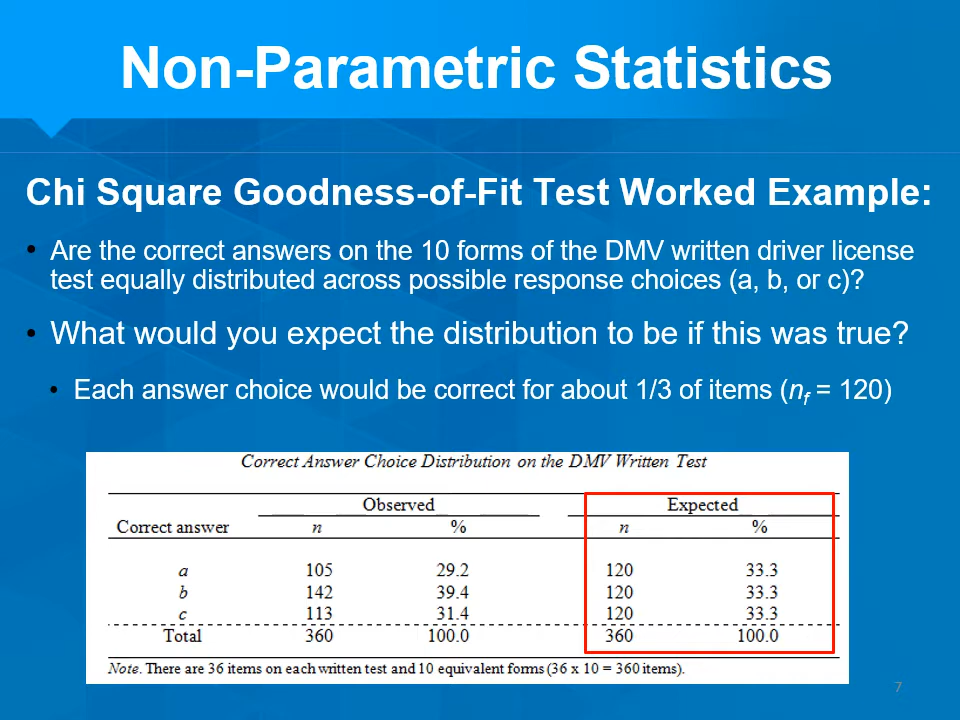 Non-Parametric Statistics
Chi Square Goodness-of-Fit Test Worked Example:
• Are the correct answers on the 10 forms of the DMV written driver license
test equally distributed across possible response choices (a, b, or c)?
• What would you expect the distribution to be if this was true?
• Each answer choice would be correct for about 1/3 of items (nf = 120)
Correct Answer Choice Distribution on the DMV Written Test
Observed Expected
Correct answer n % n %
a 105 29.2 120 33.3
b 142 39.4 120 33.3
c 113 31.4 120 33.3
Total 360 100.0 360 100.0
Note. There are 36 items on each written test and 10 equivalent forms (36 x 10 = 360 items).
7